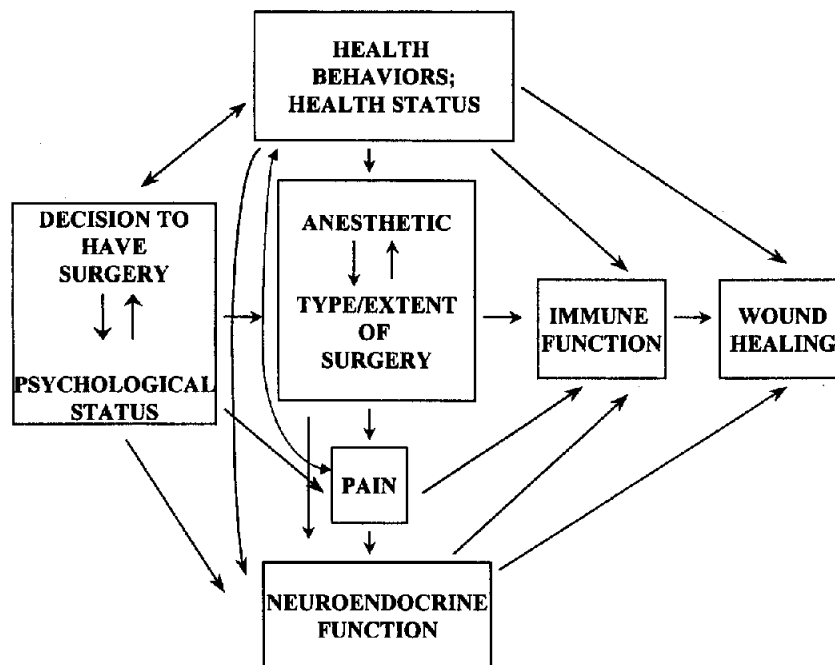 HEALTH
BEHAVIORS;
HEALTH STATUS
DECISION TO
HAVE
SURGERY
PSYCHOLOGICAL
STATUS
ANESTHETIC
TYPE/EXTENT
OF
SURGERY
IMMUNE
FUNCTION
WOUND
HEALING
PAIN
NEUROENDOCRINE
FUNCTION